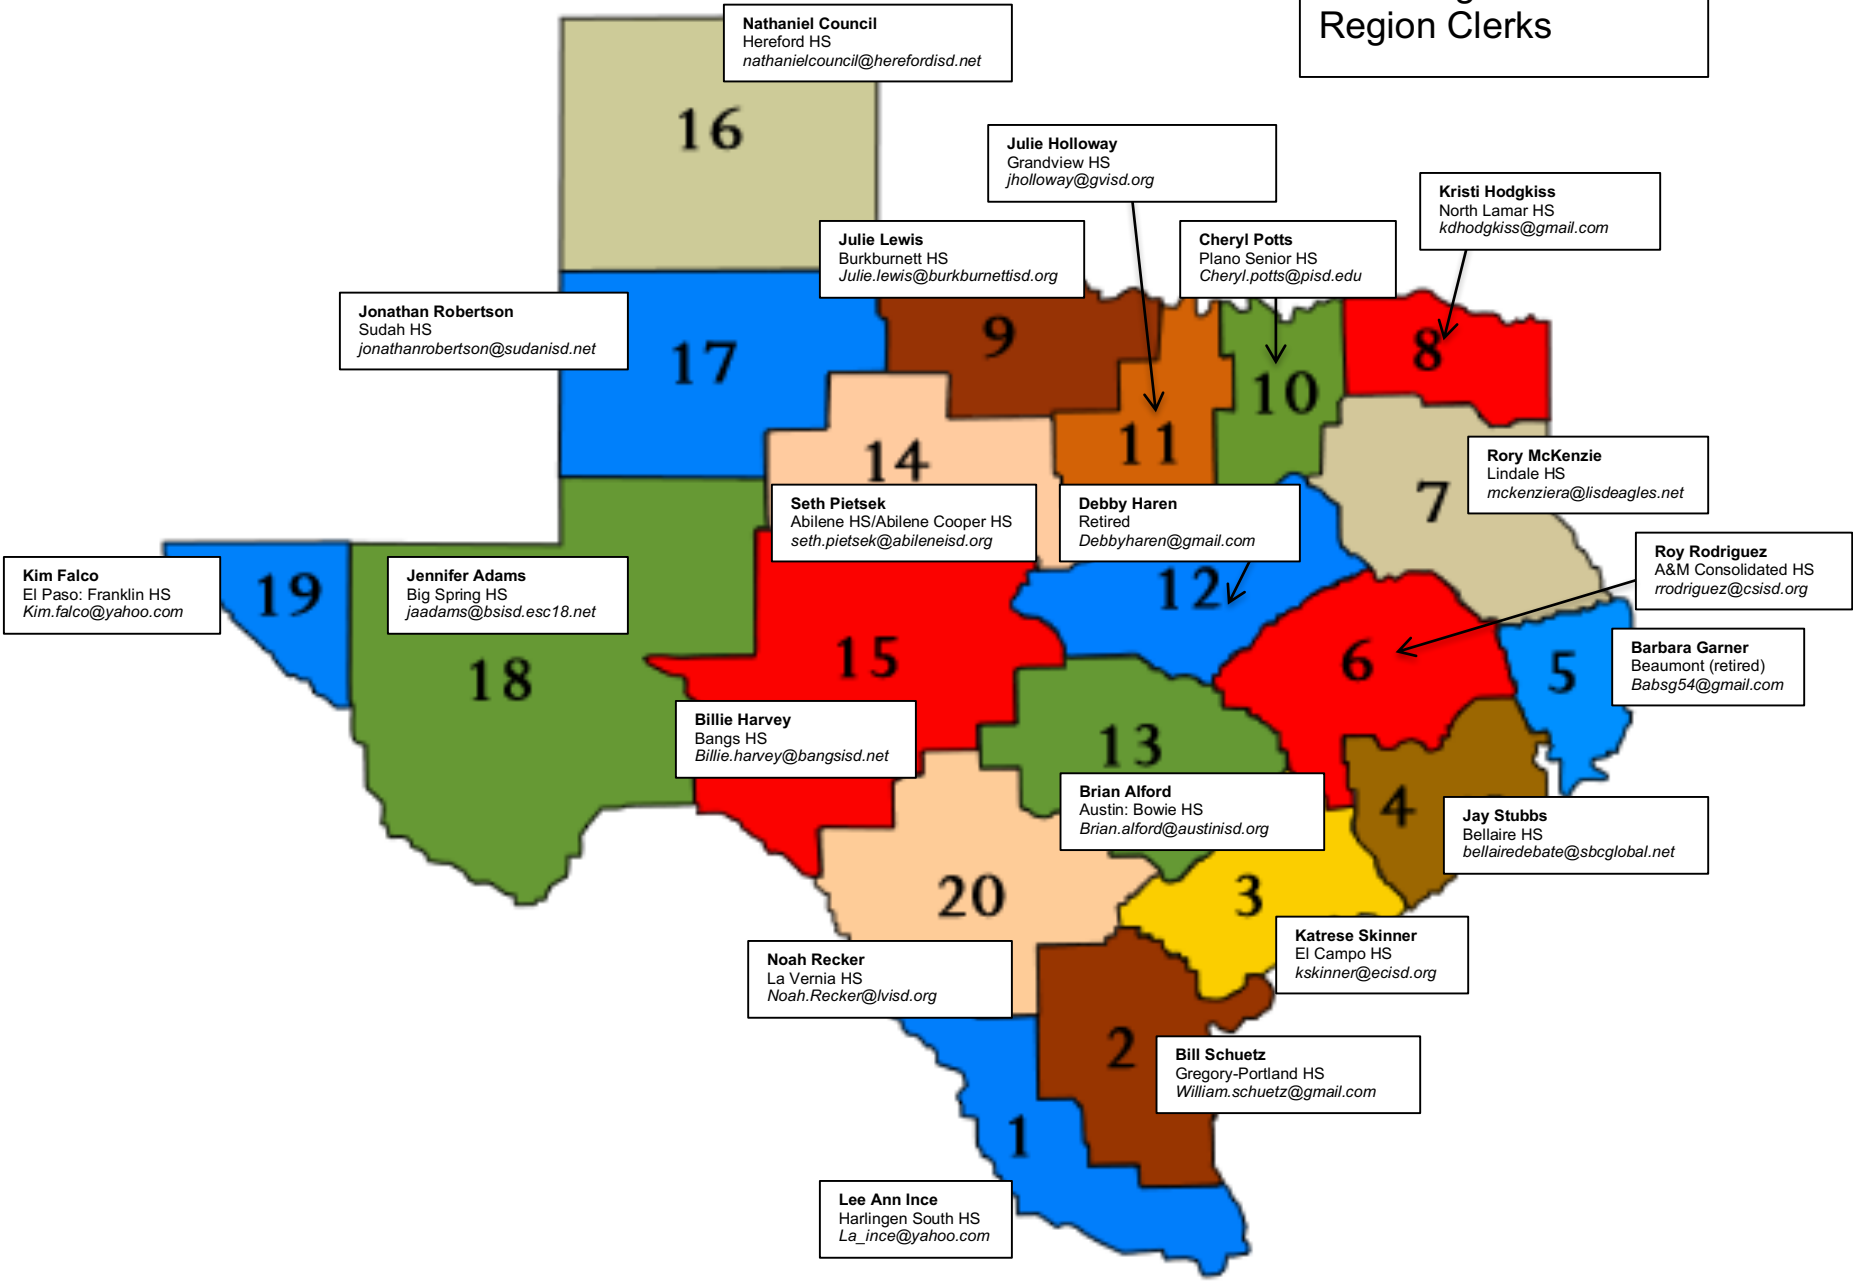 Region Clerks
Nathaniel Council
Hereford HS
nathanielcouncil@herefordisd.net
16
Julie Holloway
Grandview HS
jholloway@gvisd.org
Kristi Hodgkiss
North Lamar HS
kdhodgkiss@gmail.com
Julie Lewis
Burkburnett HS
Julie.lewis@burkburnettisd.org
Cheryl Potts
Plano Senior HS
Cheryl.potts@pisd.edu
Jonathan Robertson
Sudah HS
jonathanrobertson@sudanisd.net
17
9
8
10
11
14
Rory McKenzie
Lindale HS
mckenziera@lisdeagles.net
7
Seth Pietsek
Abilene HS/Abilene Cooper HS
seth.pietsek@abileneisd.org
Debby Haren
Retired
Debbyharen@gmail.com
Roy Rodriguez
A&M Consolidated HS
rrodriguez@csisd.org
Kim Falco
El Paso: Franklin HS
Kim.falco@yahoo.com
19
Jennifer Adams
Big Spring HS
jaadams@bsisd.esc18.net
12
18
15
6
5
Barbara Garner
Beaumont (retired)
Babsg54@gmail.com
Billie Harvey
Bangs HS
Billie.harvey@bangsisd.net
13
Brian Alford
Austin: Bowie HS
Brian.alford@austinisd.org
4
Jay Stubbs
Bellaire HS
bellairedebate@sbcglobal.net
20
3
Katrese Skinner
El Campo HS
kskinner@ecisd.org
Noah Recker
La Vernia HS
Noah.Recker@lvisd.org
2
Bill Schuetz
Gregory-Portland HS
William.schuetz@gmail.com
1
Lee Ann Ince
Harlingen South HS
La_ince@yahoo.com